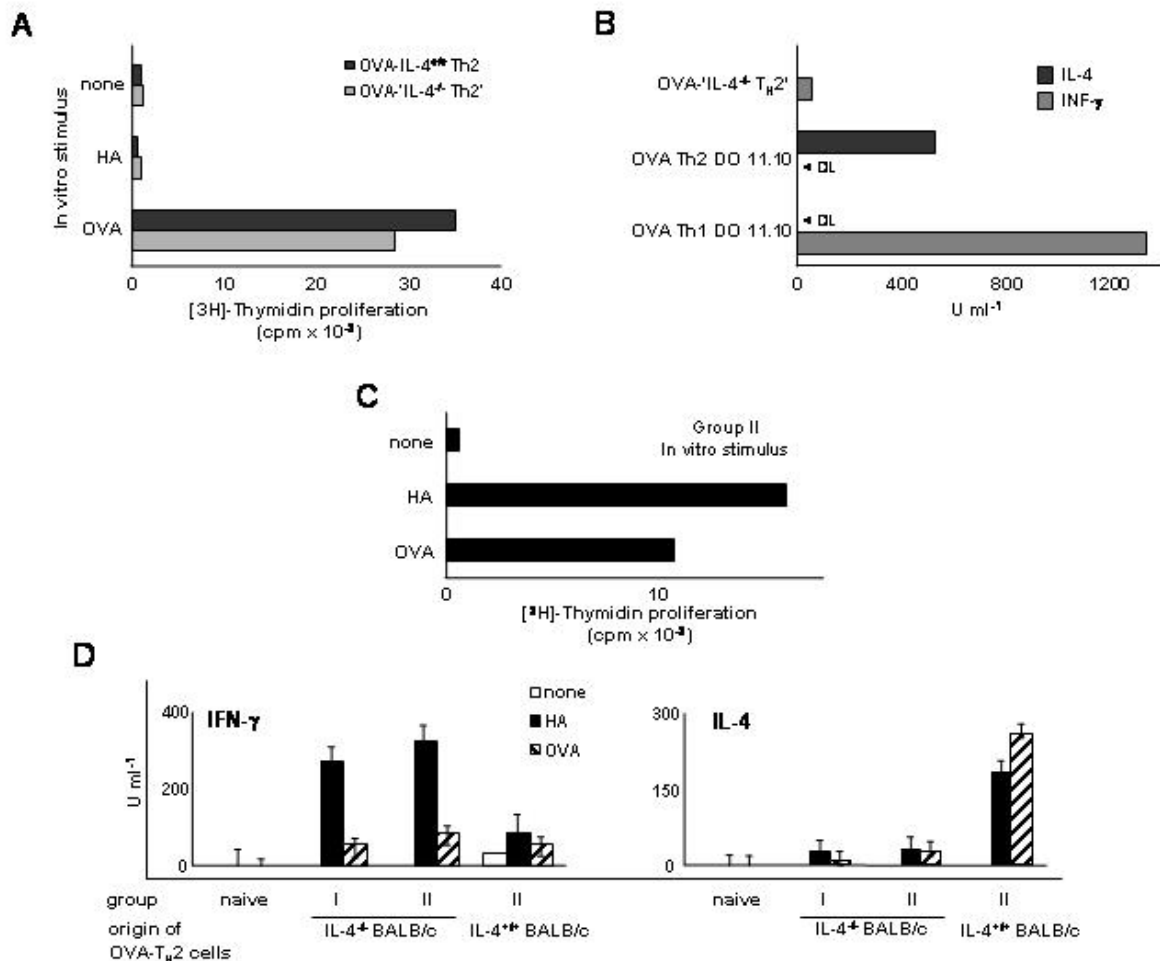 A
none
HA
OVA
In vitro stimulus
OVA-IL-4+/+ Th2
OVA-'IL-4-/- Th2'
0 10 20 30 40
[3H]-Thymidin proliferation
(cpm x 10-3)
B
OVA-'IL-4-/- TH2'
OVA Th2 DO 11.10
OVA Th1 DO 11.10
DL
DL
IL-4
INF-γ
0 400 800 1200
U ml-1
C
none
HA
OVA
Group II
In vitro stimulus
0 10
[3H]-Thymidin proliferation
(cpm x 10-3)
D
IFN-γ
400
200
0
U ml-1
none
HA
OVA
IL-4
300
150
0
group naive I II II naive I II II
origin of IL-4-/- BALB/c IL-4+/+ BALB/c IL-4-/- BALB/c IL-4+/+ BALB/c
OVA-TH2 cells